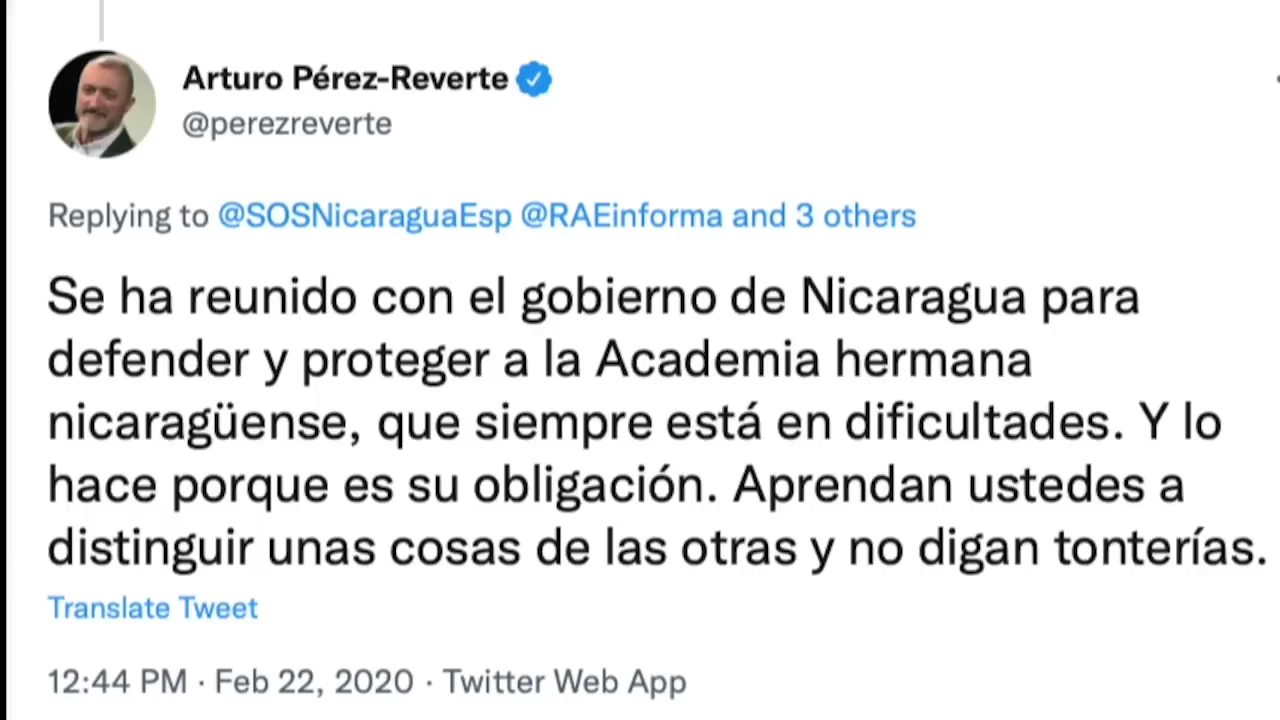 Arturo Pérez-Reverte
@perezreverte
Replying to @SOSNicaraguaEsp @RAEinforma and 3 others
Se ha reunido con el gobierno de Nicaragua para
defender y proteger a la Academia hermana
nicaragüense, que siempre está en dificultades. Y lo
hace porque es su obligación. Aprendan ustedes a
distinguir unas cosas de las otras y no digan tonterías.
Translate Tweet
12:44 PM · Feb 22, 2020 · Twitter Web App